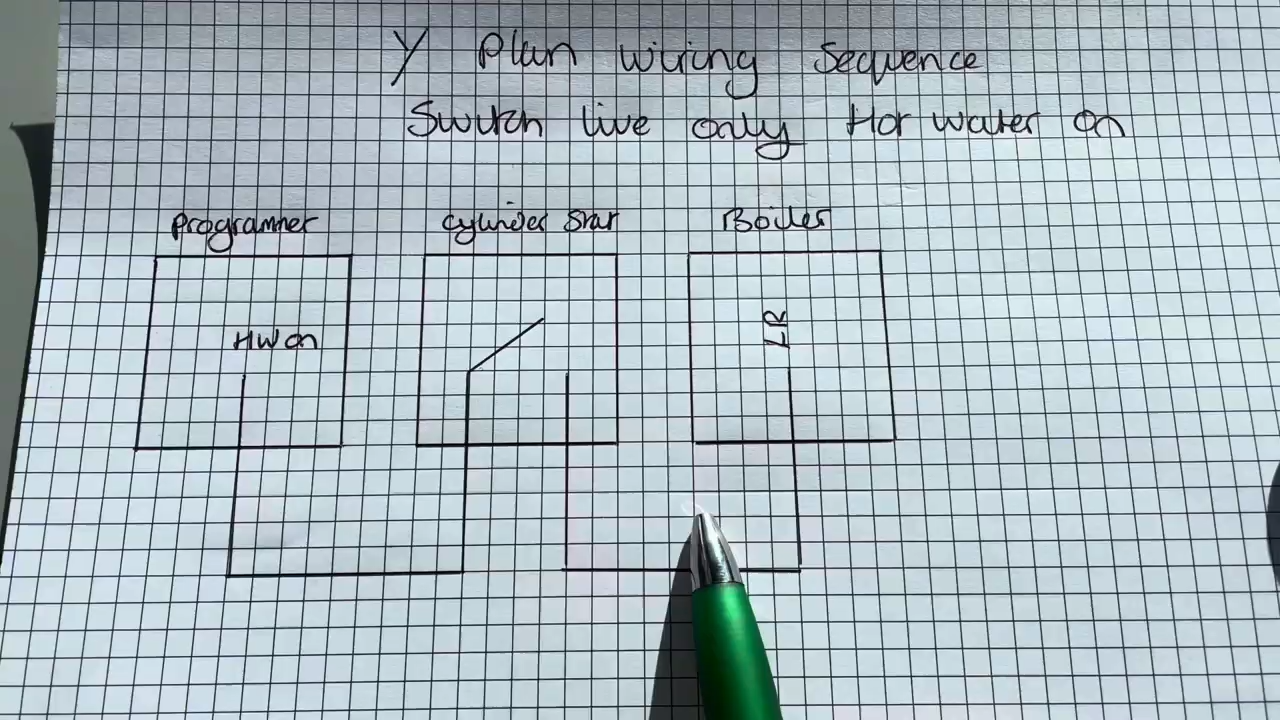 Y Plan wiring Sequence
Switch live only Hot water on
Programmer
Cylinder Stat
Boiler
HW on
LR